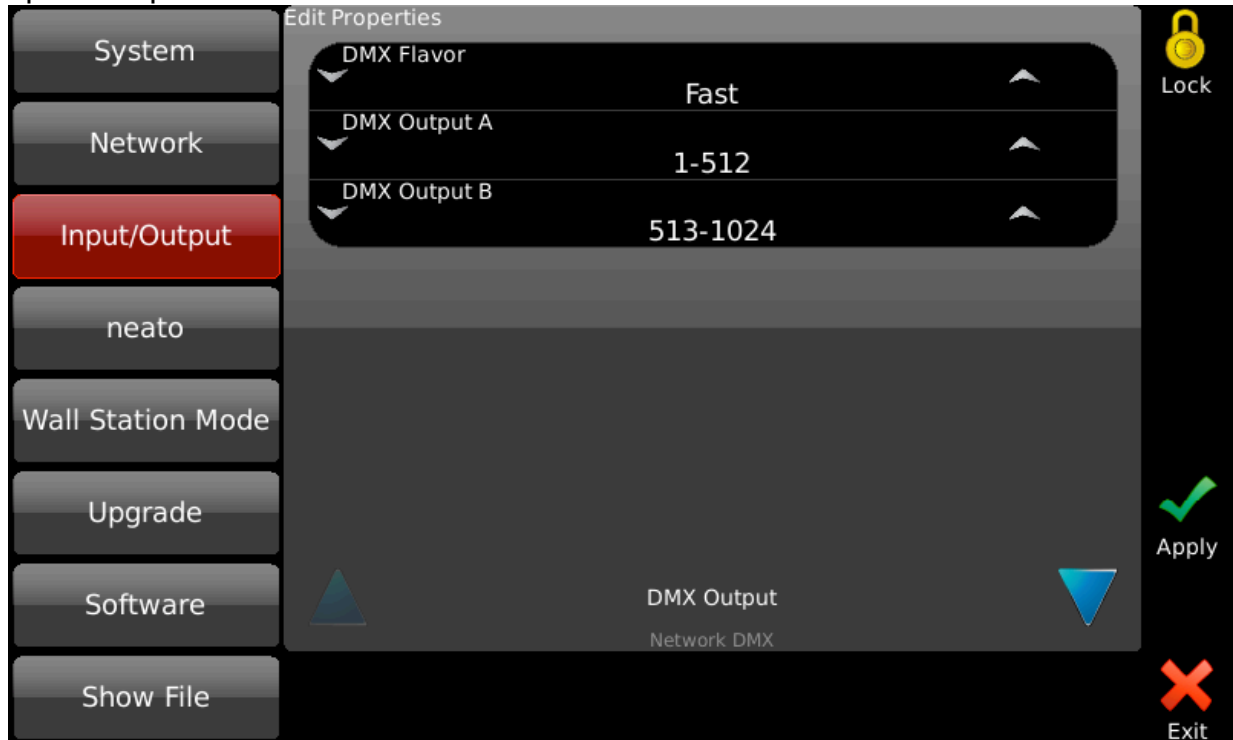 System
Network
Input/Output
neato
Wall Station Mode
Upgrade
Software
Show File
Edit Properties
DMX Flavor
Fast
DMX Output A
1-512
DMX Output B
513-1024
DMX Output
Network DMX
Lock
Apply
Exit